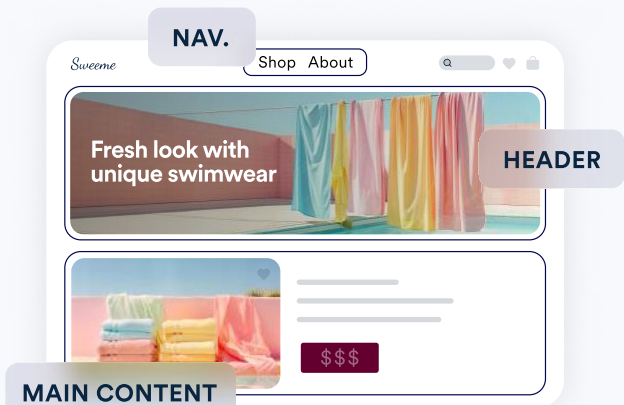 NAV.
Sweeme
Shop About
Fresh look with
unique swimwear
HEADER
$$$
MAIN CONTENT